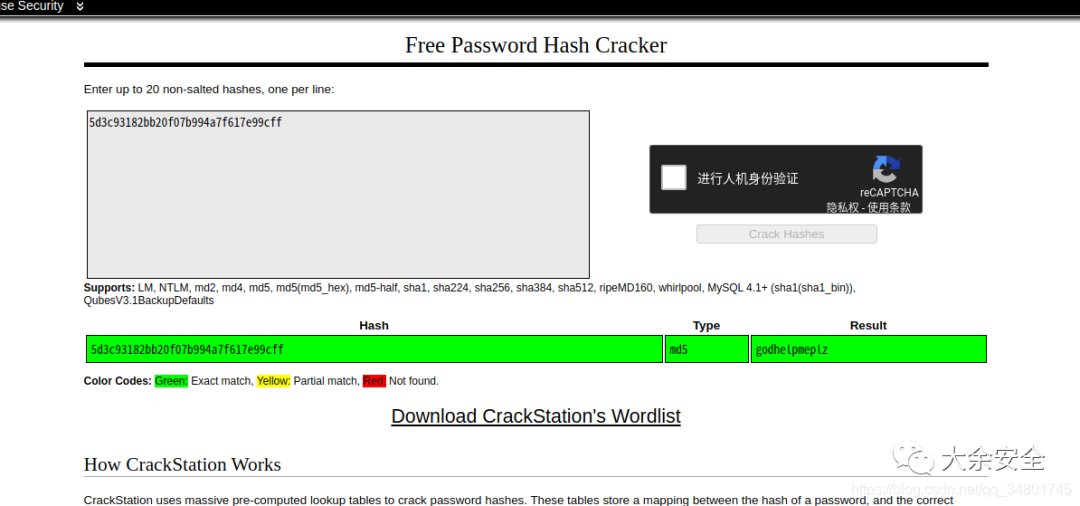 se Security
Free Password Hash Cracker
Enter up to 20 non-salted hashes, one per line:
5d3c93182bb20f07b994a7f617e99cff
进行人机身份验证
reCAPTCHA
隐私权 - 使用条款
Crack Hashes
Supports: LM, NTLM, md2, md4, md5, md5(md5_hex), md5-half, sha1, sha224, sha256, sha384, sha512, ripeMD160, whirlpool, MySQL 4.1+ (sha1(sha1_bin)),
QubesV3.1BackupDefaults
Hash Type Result
5d3c93182bb20f07b994a7f617e99cff md5 godhelpmeplz
Color Codes: Green: Exact match, Yellow: Partial match, Red: Not found.
Download CrackStation's Wordlist
How CrackStation Works
大余安全
https://blog.csdn.net/qq_34801745
CrackStation uses massive pre-computed lookup tables to crack password hashes. These tables store a mapping between the hash of a password, and the correct